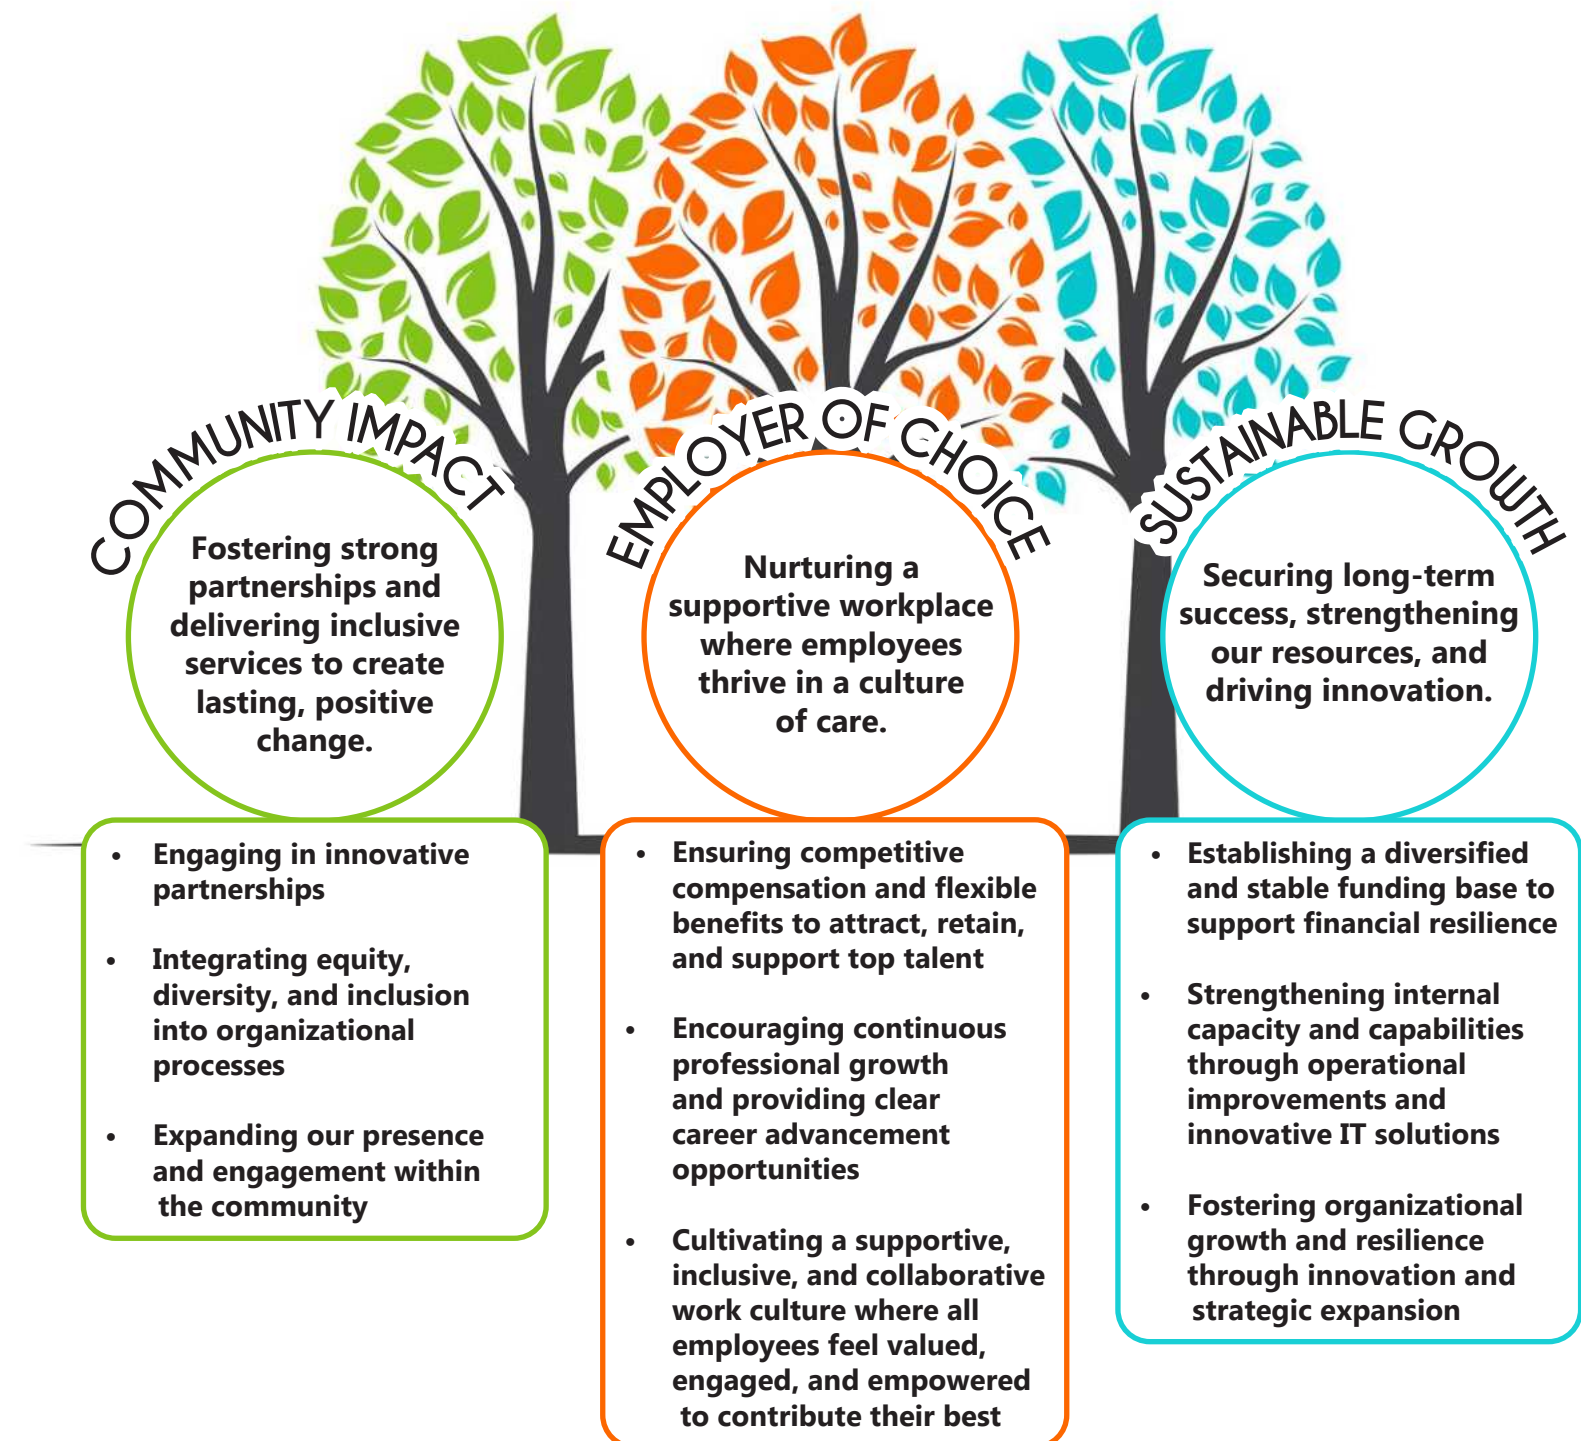 COMMUNITY IMPACT
Fostering strong
partnerships and
delivering inclusive
services to create
lasting, positive
change.
• Engaging in innovative
partnerships
• Integrating equity,
diversity, and inclusion
into organizational
processes
• Expanding our presence
and engagement within
the community
EMPLOYER OF CHOICE
Nurturing a
supportive workplace
where employees
thrive in a culture
of care.
• Ensuring competitive
compensation and flexible
benefits to attract, retain,
and support top talent
• Encouraging continuous
professional growth
and providing clear
career advancement
opportunities
• Cultivating a supportive,
inclusive, and collaborative
work culture where all
employees feel valued,
engaged, and empowered
to contribute their best
SUSTAINABLE GROWTH
Securing long-term
success, strengthening
our resources, and
driving innovation.
• Establishing a diversified
and stable funding base to
support financial resilience
• Strengthening internal
capacity and capabilities
through operational
improvements and
innovative IT solutions
• Fostering organizational
growth and resilience
through innovation and
strategic expansion